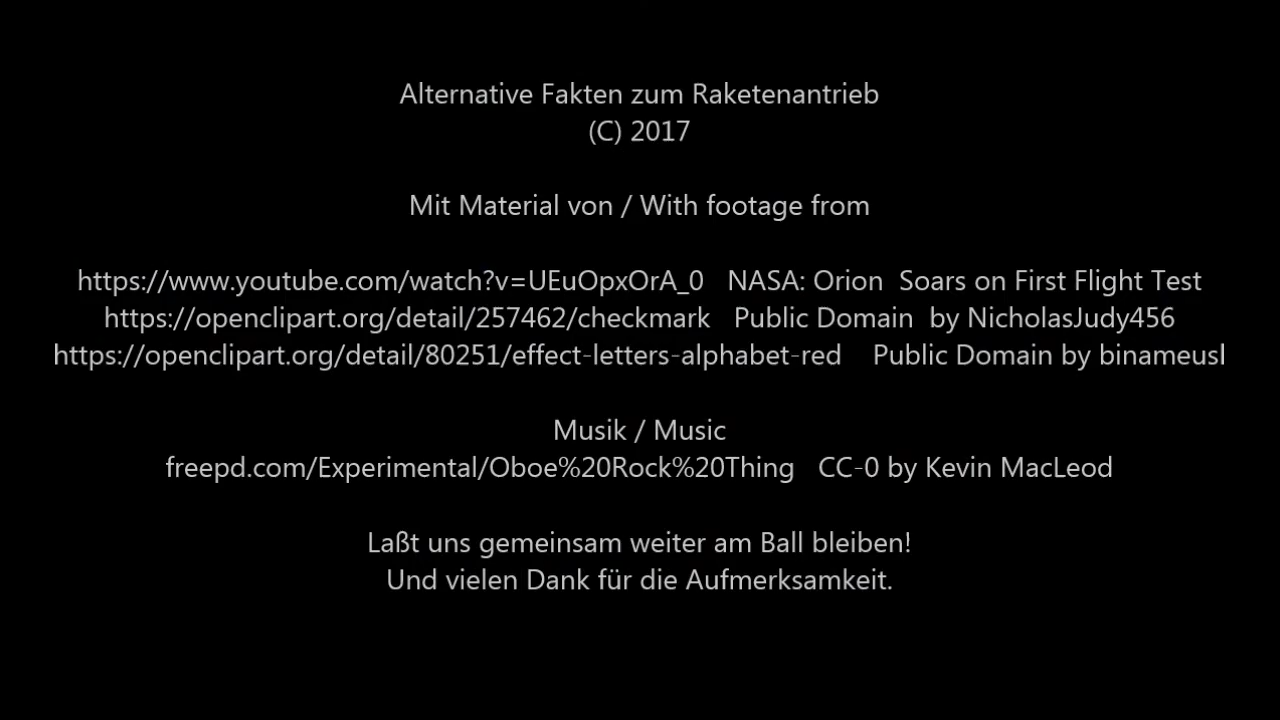 Alternative Fakten zum Raketenantrieb
(C) 2017
Mit Material von / With footage from
https://www.youtube.com/watch?v=UEuOpxOrA_0 NASA: Orion Soars on First Flight Test
https://openclipart.org/detail/257462/checkmark Public Domain by NicholasJudy456
https://openclipart.org/detail/80251/effect-letters-alphabet-red Public Domain by binameusl
Musik / Music
freepd.com/Experimental/Oboe%20Rock%20Thing CC-0 by Kevin MacLeod
Laßt uns gemeinsam weiter am Ball bleiben!
Und vielen Dank für die Aufmerksamkeit.